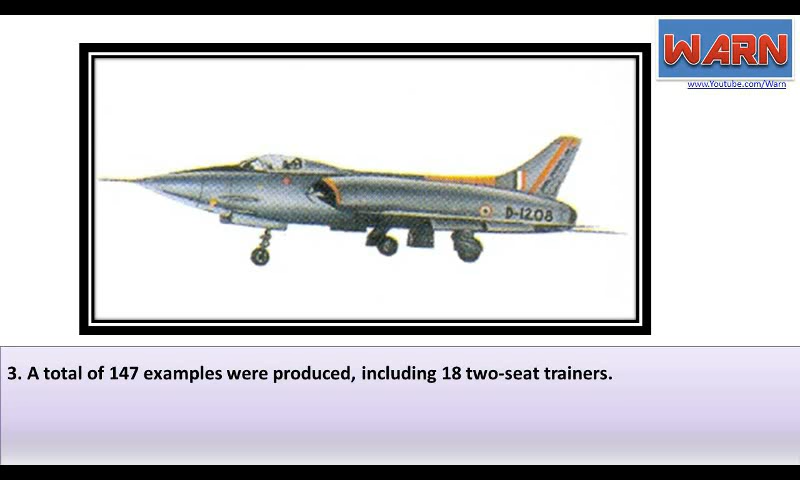 WARN
www.Youtube.com/Warn
D-1208
3. A total of 147 examples were produced, including 18 two-seat trainers.